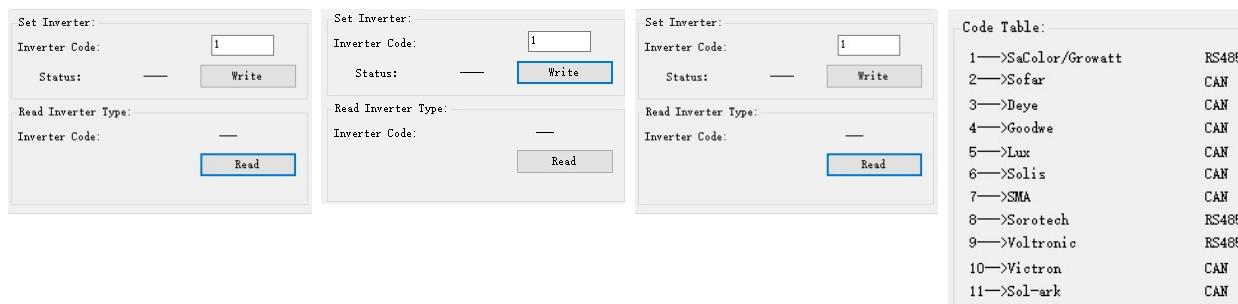 Set Inverter:
Inverter Code: 1
Status: — Write
Read Inverter Type:
Inverter Code: —
Read
Set Inverter:
Inverter Code: 1
Status: — Write
Read Inverter Type:
Inverter Code: —
Read
Set Inverter:
Inverter Code: 1
Status: — Write
Read Inverter Type:
Inverter Code: —
Read
Code Table:
1—>SaColor/Growatt RS485
2—>Sofar CAN
3—>Deye CAN
4—>Goodwe CAN
5—>Lux CAN
6—>Solis CAN
7—>SMA CAN
8—>Sorotech RS485
9—>Voltronic RS485
10—>Victron CAN
11—>Sol-ark CAN